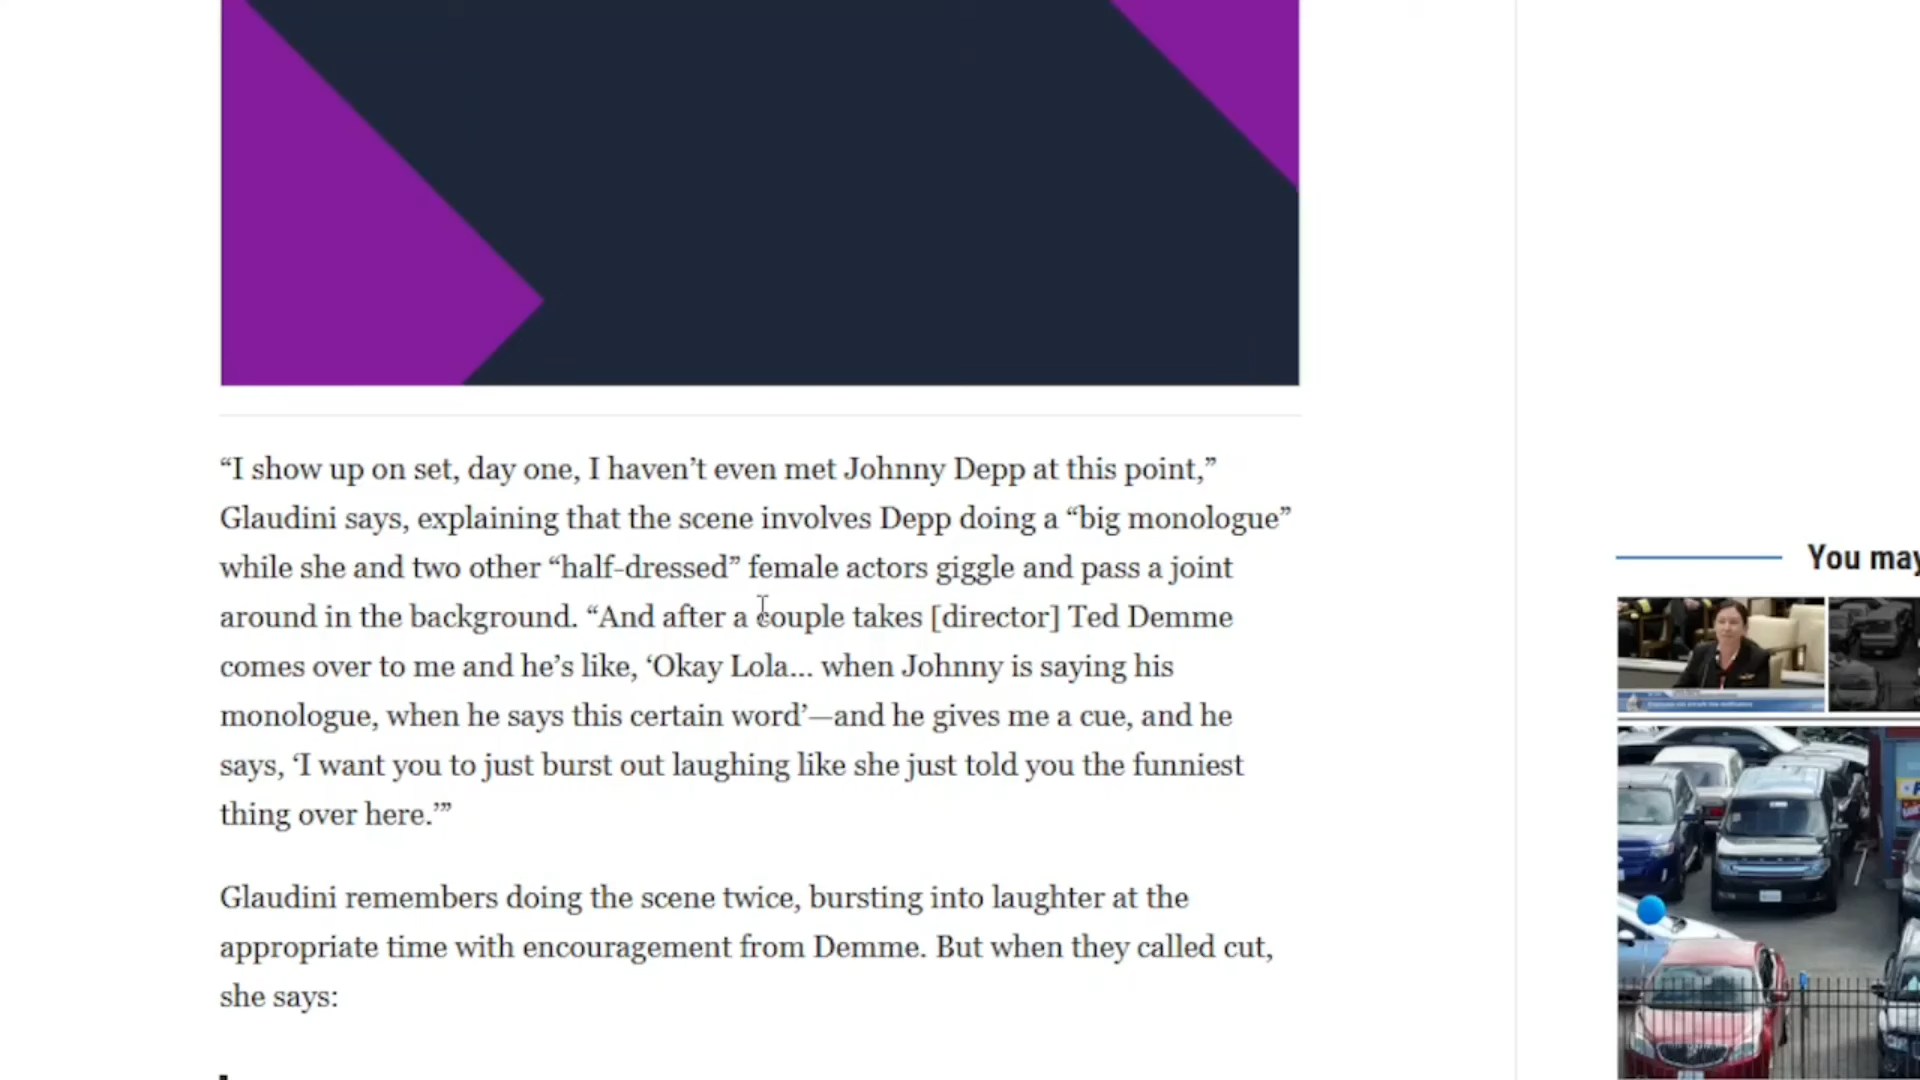 “I show up on set, day one, I haven’t even met Johnny Depp at this point,”
Glaudini says, explaining that the scene involves Depp doing a “big monologue”
while she and two other “half-dressed” female actors giggle and pass a joint
around in the background. “And after a couple takes [director] Ted Demme
comes over to me and he’s like, ‘Okay Lola... when Johnny is saying his
monologue, when he says this certain word’—and he gives me a cue, and he
says, ‘I want you to just burst out laughing like she just told you the funniest
thing over here.’”
Glaudini remembers doing the scene twice, bursting into laughter at the
appropriate time with encouragement from Demme. But when they called cut,
she says:
You may